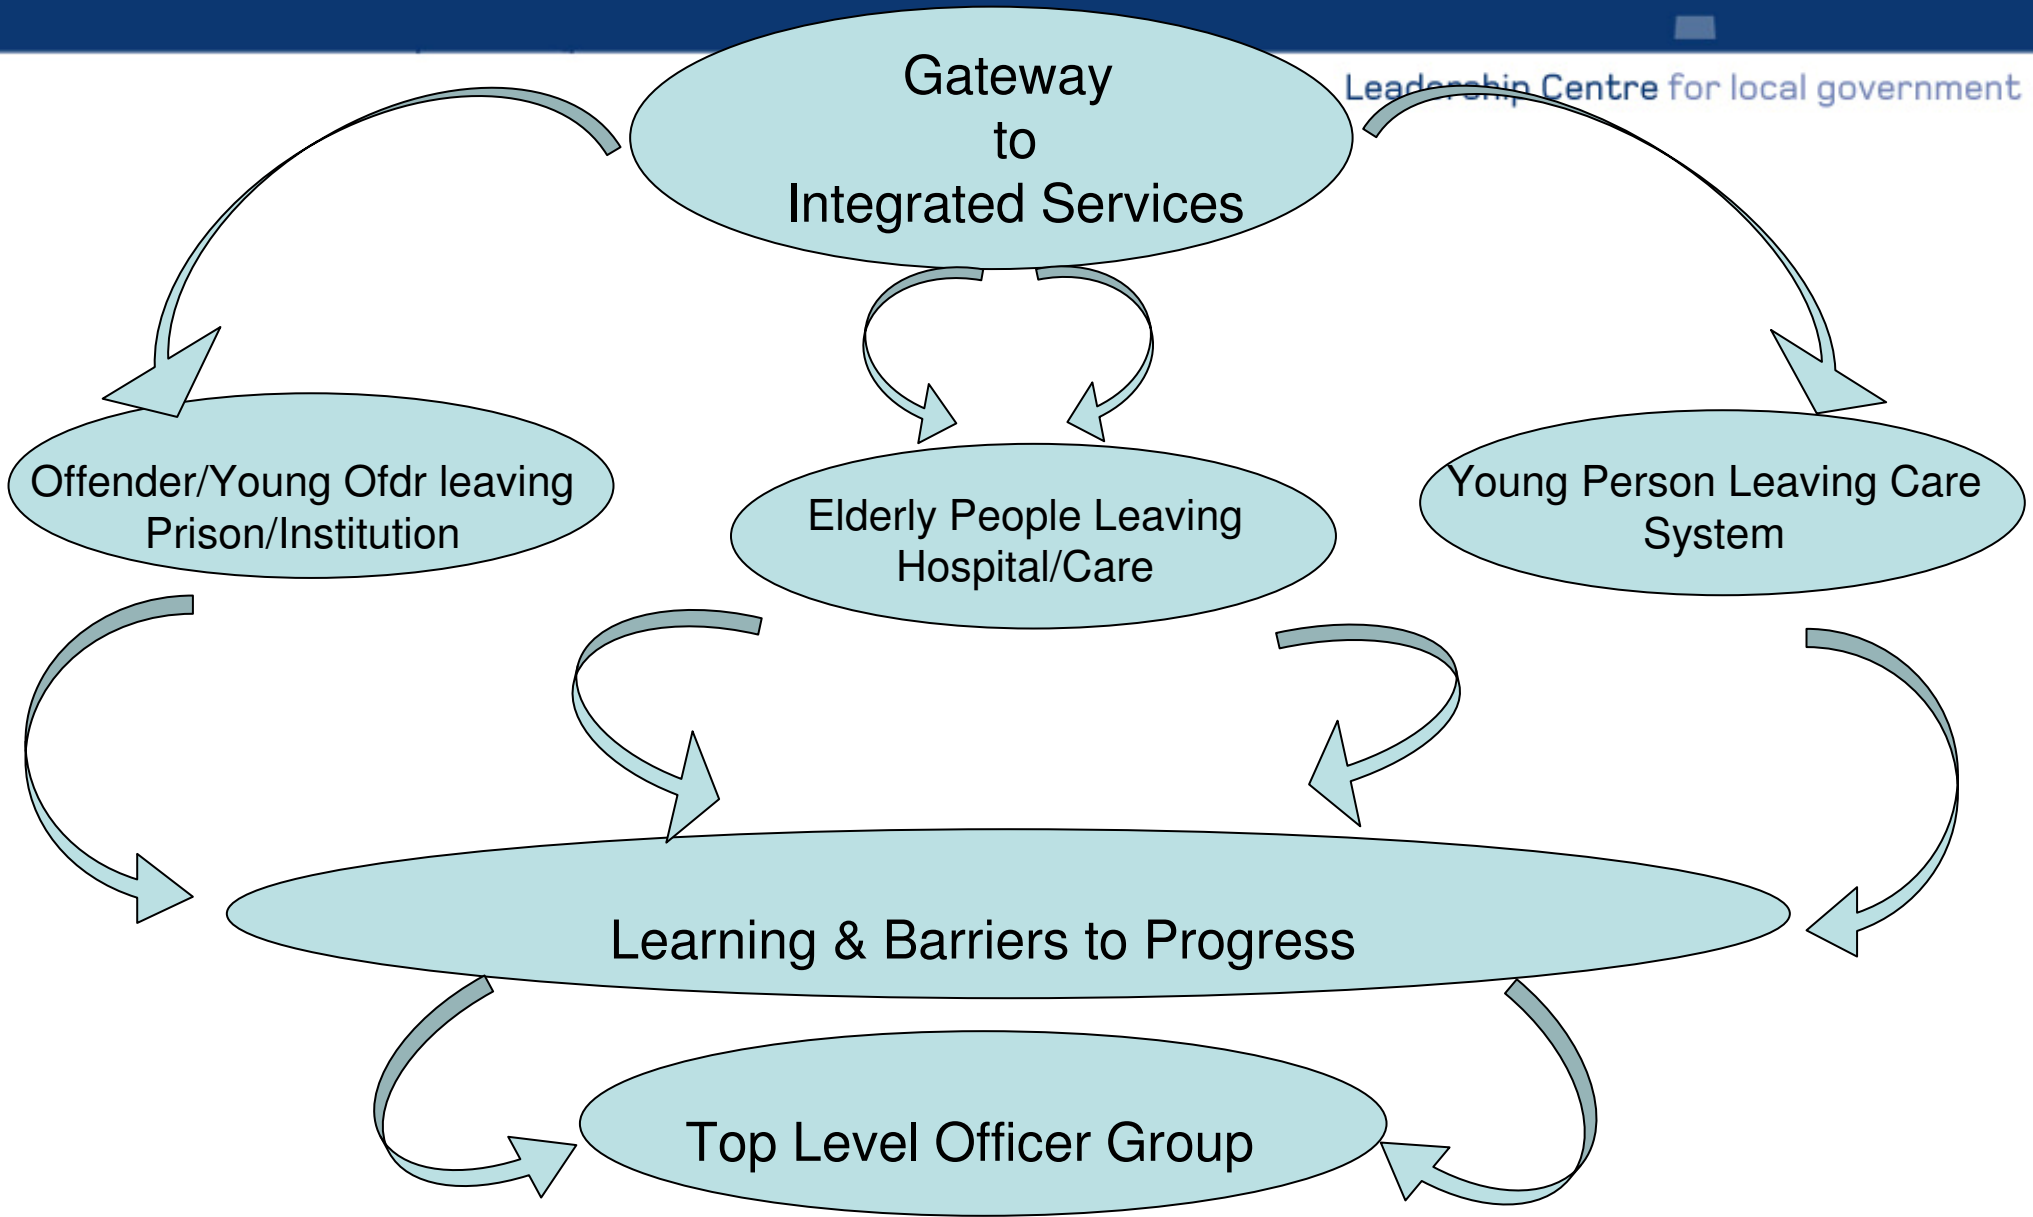 Gateway
to
Integrated Services
Leadership Centre for local government
Offender/Young Ofdr leaving
Prison/Institution
Elderly People Leaving
Hospital/Care
Young Person Leaving Care
System
Learning & Barriers to Progress
Top Level Officer Group